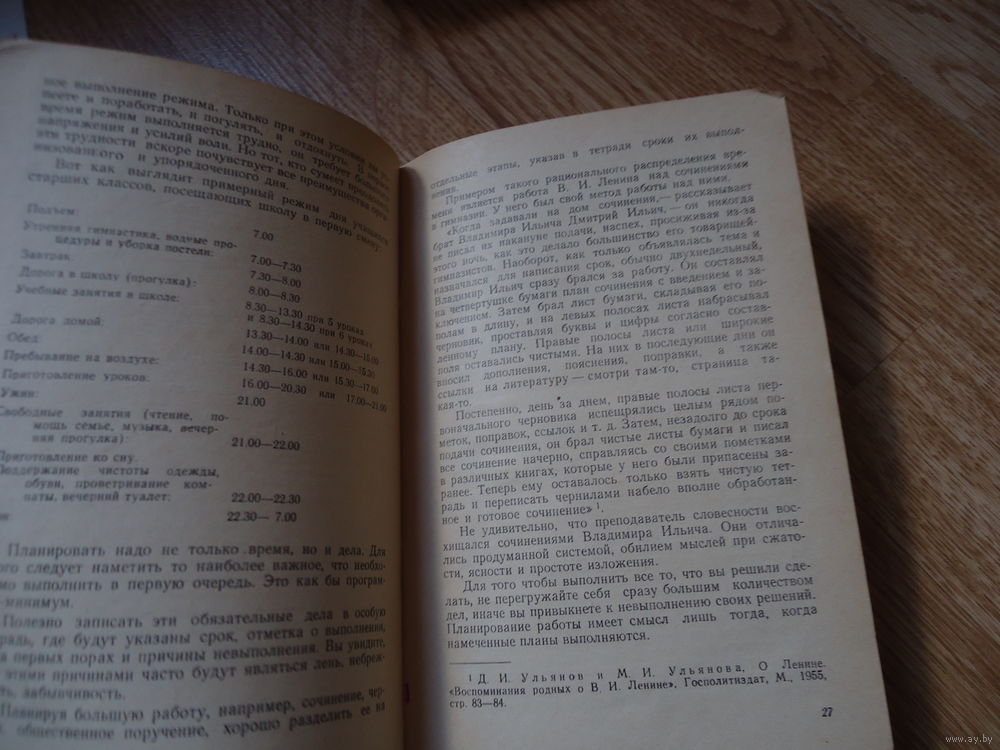 ное выполнение режима. Только при этом условии вы
успеете и поработать, и погулять, и отдохнуть. В первое
время режим выполняется трудно, он требует большого
напряжения и усилий воли. Но тот, кто сумеет преодолеть
эти трудности вскоре почувствует все преимущества орга-
низованного и упорядоченного дня.
Вот как выглядит примерный режим дня учащихся
старших классов, посещающих школу в первую смену:
Подъем: 7.00
Утренняя гимнастика, водные про-
цедуры и уборка постели: 7.00—7.30
Завтрак: 7.30—8.00
Дорога в школу (прогулка): 8.00—8.30
Учебные занятия в школе: 8.30—13.30 при 5 уроках
и 8.30—14.30 при 6 уроках
Дорога домой: 13.30—14.00 или 14.30—15.00
Обед 14.00—14.30 или 15.00—15.30
Пребывание на воздухе: 14.30—16.00 или 15.30—17.00
Приготовление уроков: 16.00—20.30 или 17.00—21.00
Ужин: 21.00
Свободные занятия (чтение, по-
мощь семье, музыка, вечер-
няя прогулка): 21.00—22.00
Приготовление ко сну.
Поддержание чистоты одежды,
обуви, проветривание ком-
наты, вечерний туалет: 22.00—22.30
22.30— 7.00
Планировать надо не только время, но и дела. Для
этого следует наметить то наиболее важное, что необхо-
димо выполнить в первую очередь. Это как бы програм-
ма-минимум.
Полезно записать эти обязательные дела в особую
тетрадь, где будут указаны срок, отметка о выполнении,
на первых порах и причины невыполнения. Вы увидите,
этими причинами часто будут являться лень, небреж-
забывчивость.
Планируя большую работу, например, сочинение, чер-
общественное поручение, хорошо разделить ее на
отдельные этапы, указав в тетради сроки их выпол-
нения.
Примером такого рационального распределения вре-
мени является работа В. И. Ленина над сочинениями
в гимназии. У него был свой метод работы над ними.
«Когда задавали на дом сочинения,— рассказывает
брат Владимира Ильича Дмитрий Ильич,— он никогда
не писал их накануне подачи, наспех, просиживая из-за
этого ночь, как это делало большинство его товарищей-
гимназистов. Наоборот, как только объявлялась тема и
назначался для написания срок, обычно двухнедельный,
Владимир Ильич сразу брался за работу. Он составлял
на четвертушке бумаги план сочинения с введением и за-
ключением. Затем брал лист бумаги, складывая его по-
полам в длину, и на левых полосах листа набрасывал
черновик, проставляя буквы и цифры согласно состав-
ленному плану. Правые полосы листа или широкие
поля оставались чистыми. На них в последующие дни он
вносил дополнения, пояснения, поправки, а также
ссылки на литературу — смотри там-то, страница та-
кая-то.
Постепенно, день за днем, правые полосы листа пер-
воначального черновика испещрялись целым рядом по-
меток, поправок, ссылок и т. д. Затем, незадолго до срока
подачи сочинения, он брал чистые листы бумаги и писал
все сочинение начерно, справляясь со своими пометками
в различных книгах, которые у него были припасены за-
ранее. Теперь ему оставалось только взять чистую тет-
радь и переписать чернилами набело вполне обработан-
ное и готовое сочинение» ¹.
Не удивительно, что преподаватель словесности вос-
хищался сочинениями Владимира Ильича. Они отлича-
лись продуманной системой, обилием мыслей при сжато-
сти, ясности и простоте изложения.
Для того чтобы выполнить все то, что вы решили сде-
лать, не перегружайте себя сразу большим количеством
дел, иначе вы привыкнете к невыполнению своих решений.
Планирование работы имеет смысл лишь тогда, когда
намеченные планы выполняются.
¹ Д. И. Ульянов и М. И. Ульянова. О Ленине.
«Воспоминания родных о В. И. Ленине». Госполитиздат, М., 1955,
стр. 83—84.
27
www.ay.by